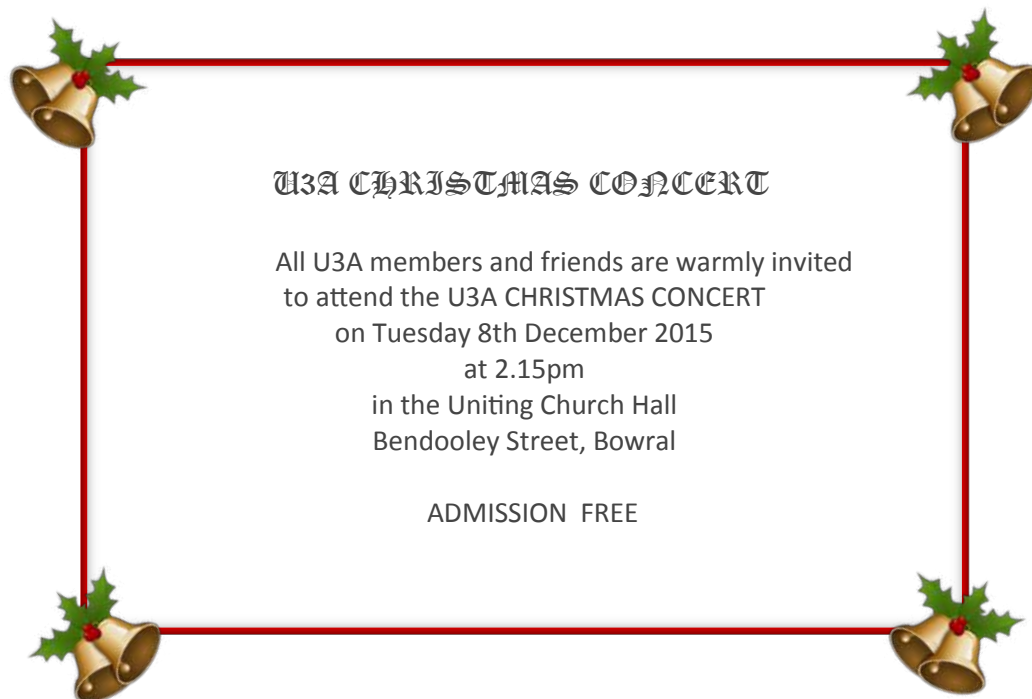 U3A CHRISTMAS CONCERT
All U3A members and friends are warmly invited
to attend the U3A CHRISTMAS CONCERT
on Tuesday 8th December 2015
at 2.15pm
in the Uniting Church Hall
Bendooley Street, Bowral
ADMISSION FREE